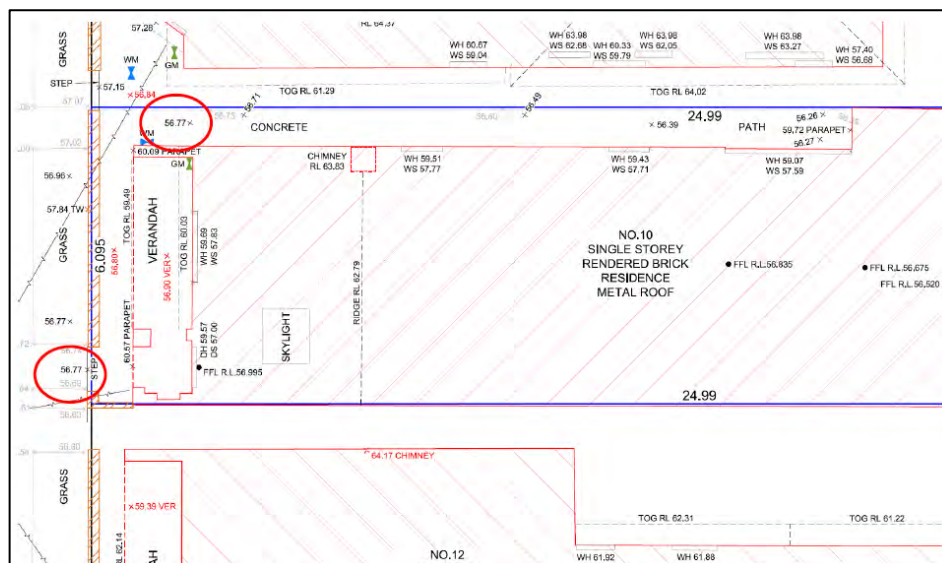 57.28
RL 64.37
GRASS
WM
GM
WH 60.67
WS 59.04
WH 63.98
WS 62.68
WH 60.33
WS 59.79
WH 63.98
WS 62.05
WH 63.98
WS 63.27
WH 57.40
WS 56.68
STEP
57.15
56.84
TOG RL 61.29
56.71
56.49
TOG RL 64.02
57.07
24.99
56.77
CONCRETE
56.39
PATH
56.26
59.72 PARAPET
56.27
WM
57.02
60.09 PARAPET
GM
CHIMNEY
RL 63.83
WH 59.51
WS 57.77
WH 59.43
WS 57.71
WH 59.07
WS 57.59
56.96
57.84 TW
GRASS
6.095
56.80
TOG RL 59.49
VERANDAH
56.90 VER
TOG RL 60.03
WH 59.69
WS 57.83
RIDGE RL 62.79
NO.10
SINGLE STOREY
RENDERED BRICK
RESIDENCE
METAL ROOF
FFL R.L.56.835
FFL R.L.56.675
FFL R.L.56.520
56.77
60.57 PARAPET
DH 59.57
DS 57.00
SKYLIGHT
56.77
STEP
FFL R.L.56.995
24.99
GRASS
64.17 CHIMNEY
59.39 VER
RL 62.14
NO.12
TOG RL 62.31
TOG RL 61.22
WH 61.92
WH 61.88